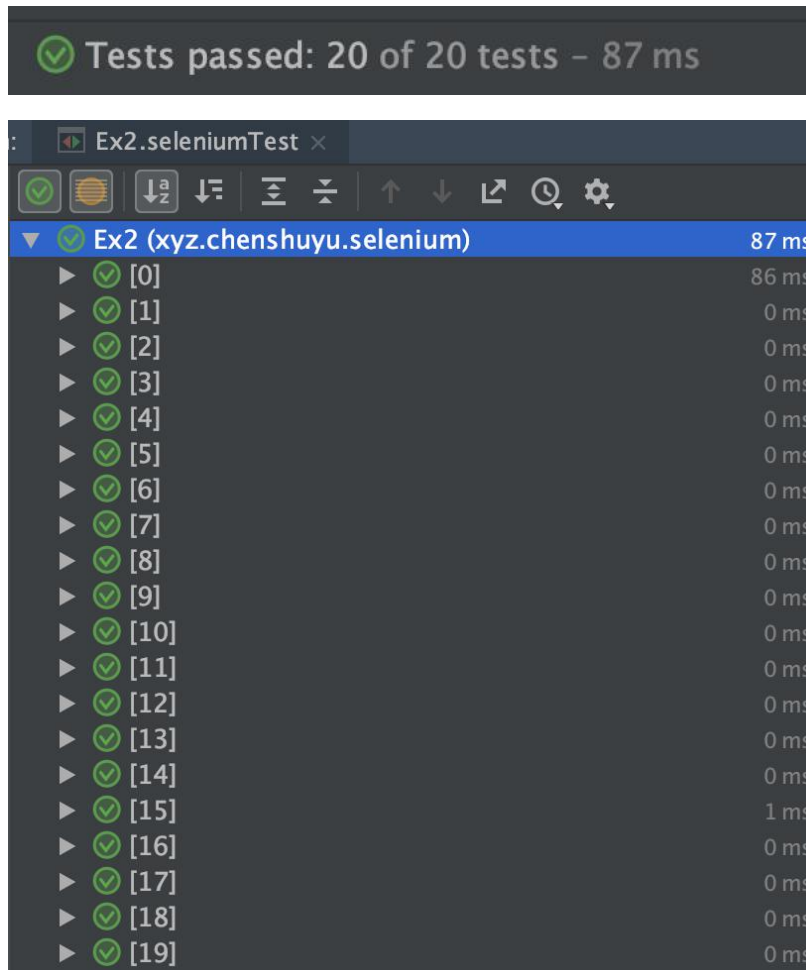 Tests passed: 20 of 20 tests – 87 ms
: Ex2.seleniumTest ×
Ex2 (xyz.chenshuyu.selenium) 87 ms
[0] 86 ms
[1] 0 ms
[2] 0 ms
[3] 0 ms
[4] 0 ms
[5] 0 ms
[6] 0 ms
[7] 0 ms
[8] 0 ms
[9] 0 ms
[10] 0 ms
[11] 0 ms
[12] 0 ms
[13] 0 ms
[14] 0 ms
[15] 1 ms
[16] 0 ms
[17] 0 ms
[18] 0 ms
[19] 0 ms